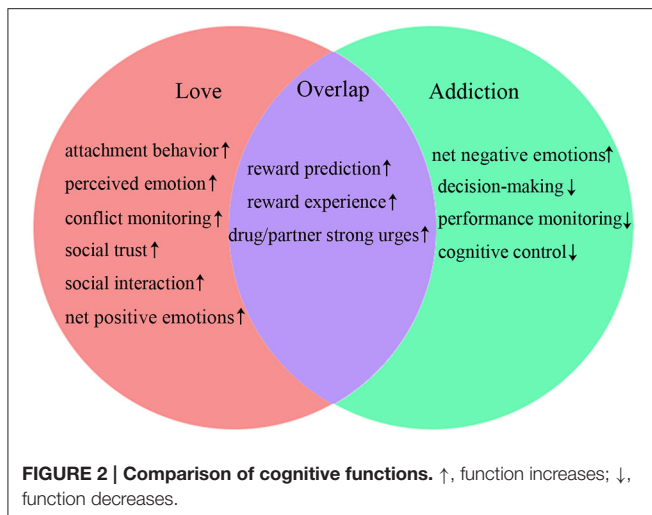 Love
Overlap
Addiction
attachment behavior↑
perceived emotion↑
conflict monitoring↑
social trust↑
social interaction↑
net positive emotions↑
reward prediction↑
reward experience↑
drug/partner strong urges↑
net negative emotions↑
decision-making↓
performance monitoring↓
cognitive control↓
FIGURE 2 | Comparison of cognitive functions. ↑, function increases; ↓,
function decreases.